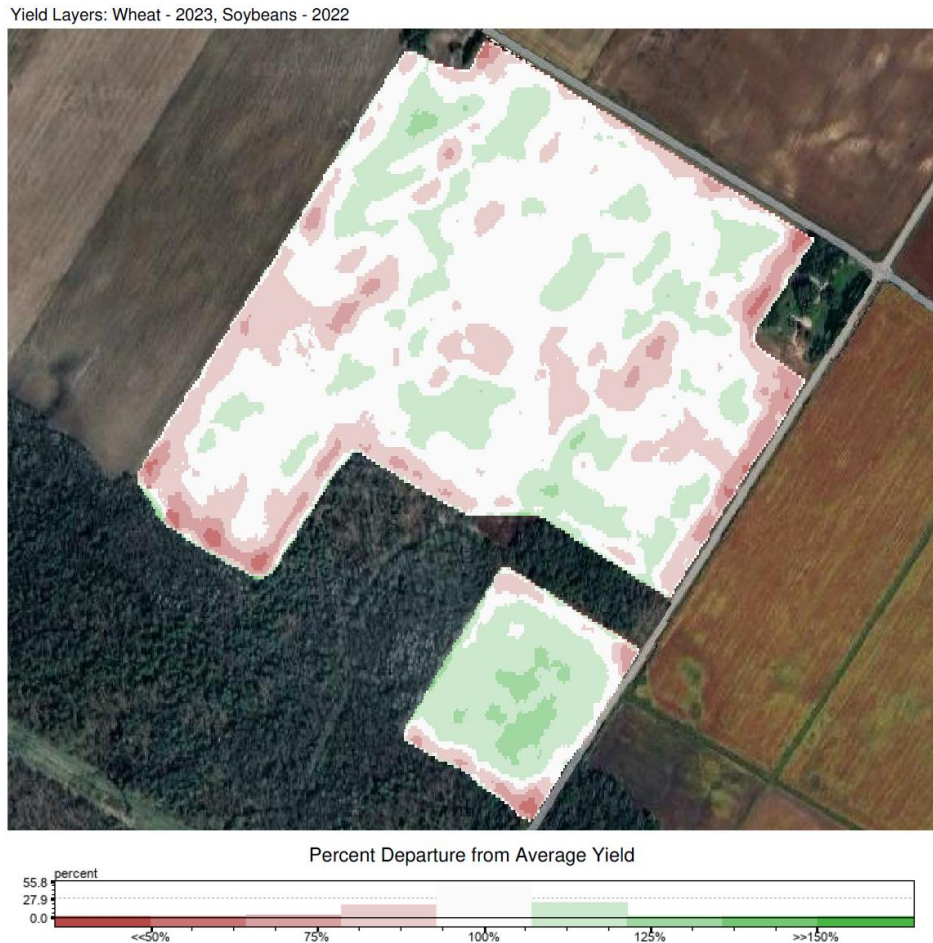 Yield Layers: Wheat - 2023, Soybeans - 2022
Percent Departure from Average Yield
percent
55.8
27.9
0.0
<<50% 75% 100% 125% >>150%